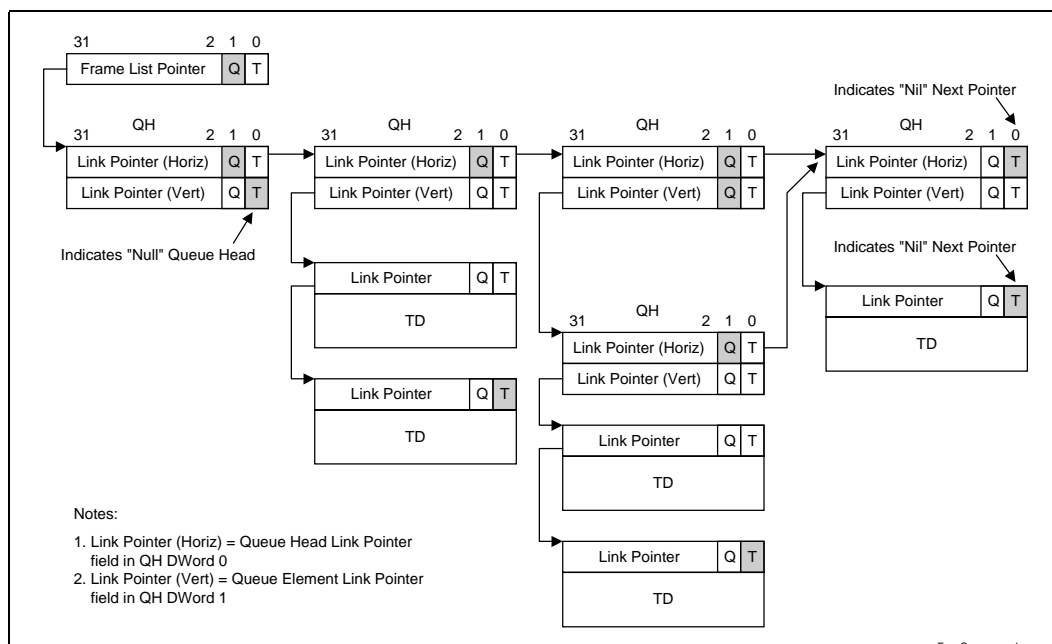 31 2 1 0
Frame List Pointer Q T
Indicates "Nil" Next Pointer
QH QH QH QH
31 2 1 0 31 2 1 0 31 2 1 0 31 2 1 0
Link Pointer (Horiz) Q T Link Pointer (Horiz) Q T Link Pointer (Horiz) Q T Link Pointer (Horiz) Q T
Link Pointer (Vert) Q T Link Pointer (Vert) Q T Link Pointer (Vert) Q T Link Pointer (Vert) Q T
Indicates "Null" Queue Head
Indicates "Nil" Next Pointer
Link Pointer Q T
TD
Link Pointer Q T
TD
QH
31 2 1 0
Link Pointer (Horiz) Q T
Link Pointer (Vert) Q T
Link Pointer Q T
TD
Link Pointer Q T
TD
Link Pointer Q T
TD
Notes:
1. Link Pointer (Horiz) = Queue Head Link Pointer
field in QH DWord 0
2. Link Pointer (Vert) = Queue Element Link Pointer
field in QH DWord 1